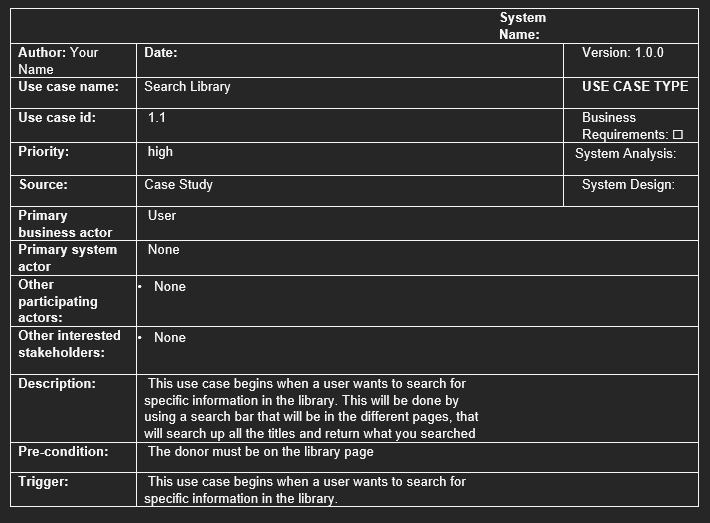 System
Name:
Author: Your
Name
Date:
Version: 1.0.0
Use case name:
Search Library
USE CASE TYPE
Use case id:
1.1
Business
Requirements: ☐
Priority:
high
System Analysis:
Source:
Case Study
System Design:
Primary
business actor
User
Primary system
actor
None
Other
participating
actors:
• None
Other interested
stakeholders:
• None
Description:
This use case begins when a user wants to search for
specific information in the library. This will be done by
using a search bar that will be in the different pages, that
will search up all the titles and return what you searched
Pre-condition:
The donor must be on the library page
Trigger:
This use case begins when a user wants to search for
specific information in the library.